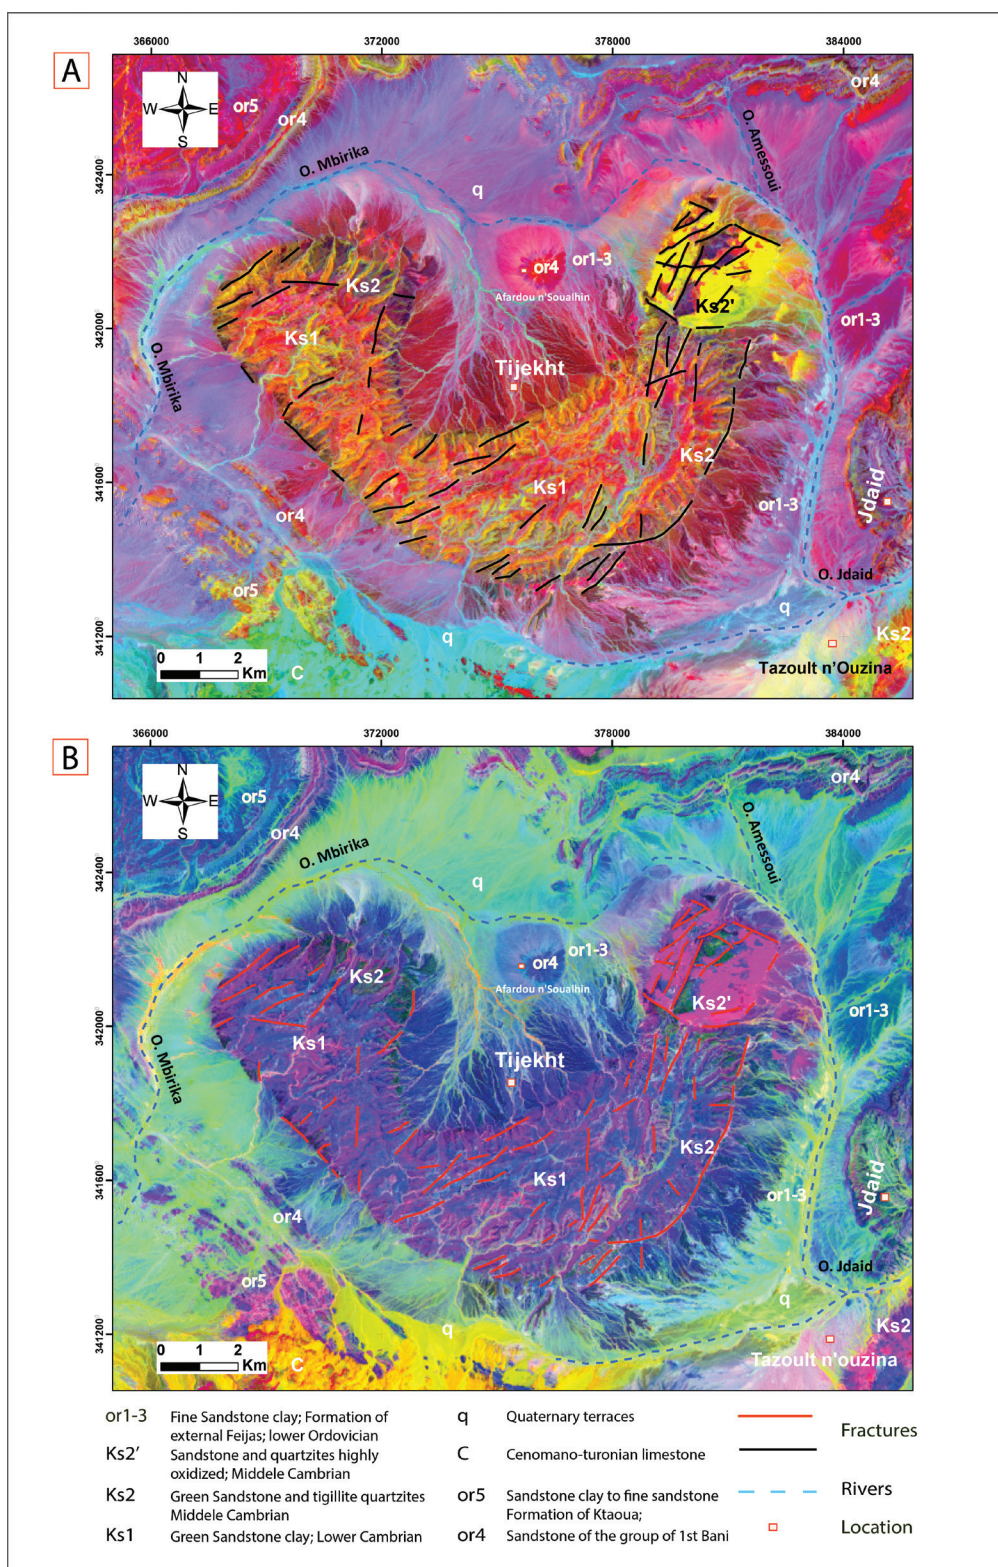 A
366000
372000
378000
384000
N
W E
S
or5
or4
O. Mbirika
q
O. Amessoui
or4
342400
or1-3
or4
Afardou n'Soualhin
Ks2
Ks2'
Ks1
342000
or1-3
O. Mbirika
Tijekht
Ks2
Ks1
341600
Jdaid
or4
or1-3
or5
O. Jdaid
q
q
Ks2
341200
0 1 2
Km
C
Tazoult n'Ouzina
B
366000
372000
378000
384000
N
W E
S
or5
or4
O. Mbirika
q
O. Amessoui
or4
342400
or1-3
or4
Afardou n'Soualhin
Ks2
Ks2'
Ks1
342000
or1-3
O. Mbirika
Tijekht
Ks2
Ks1
341600
Jdaid
or4
or1-3
or5
O. Jdaid
q
q
Ks2
341200
0 1 2
Km
C
Tazoult n'ouzina
or1-3 Fine Sandstone clay; Formation of
external Feijas; lower Ordovician
Ks2' Sandstone and quartzites highly
oxidized; Middele Cambrian
Ks2 Green Sandstone and tigillite quartzites
Middele Cambrian
Ks1 Green Sandstone clay; Lower Cambrian
q Quaternary terraces
C Cenomano-turonian limestone
or5 Sandstone clay to fine sandstone
Formation of Ktaoua;
or4 Sandstone of the group of 1st Bani
Fractures
Rivers
Location